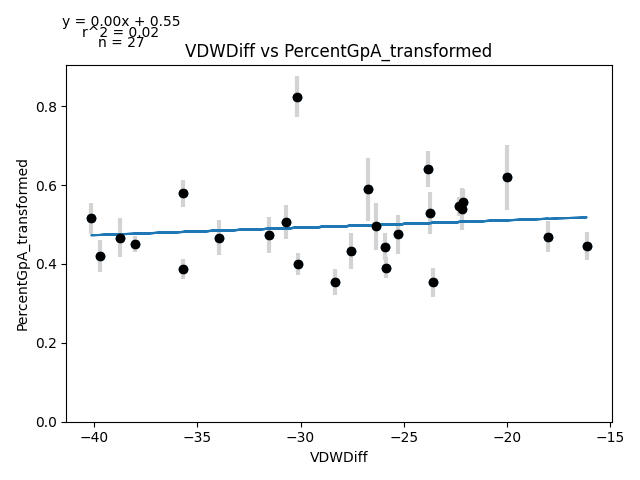 y = 0.00x + 0.55
r^2 = 0.02
n = 27
VDWDiff vs PercentGpA_transformed
PercentGpA_transformed
0.8
0.6
0.4
0.2
0.0
−40
−35
−30
−25
−20
−15
VDWDiff